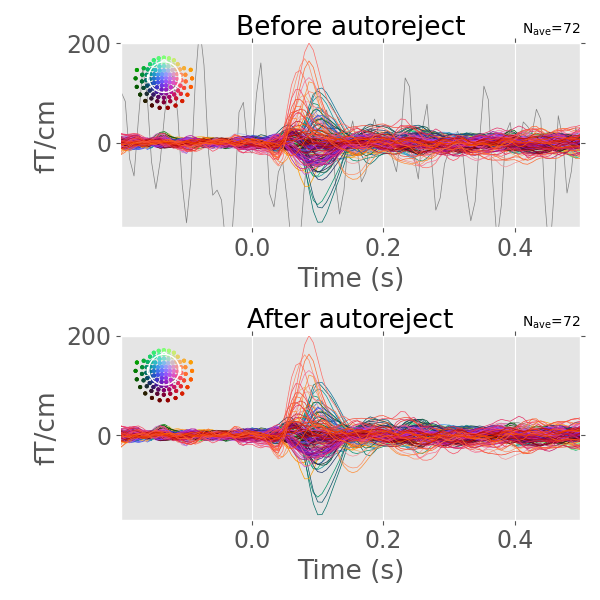 Before autoreject
Nave=72
200
0
fT/cm
0.0 0.2 0.4
Time (s)
After autoreject
Nave=72
200
0
fT/cm
0.0 0.2 0.4
Time (s)